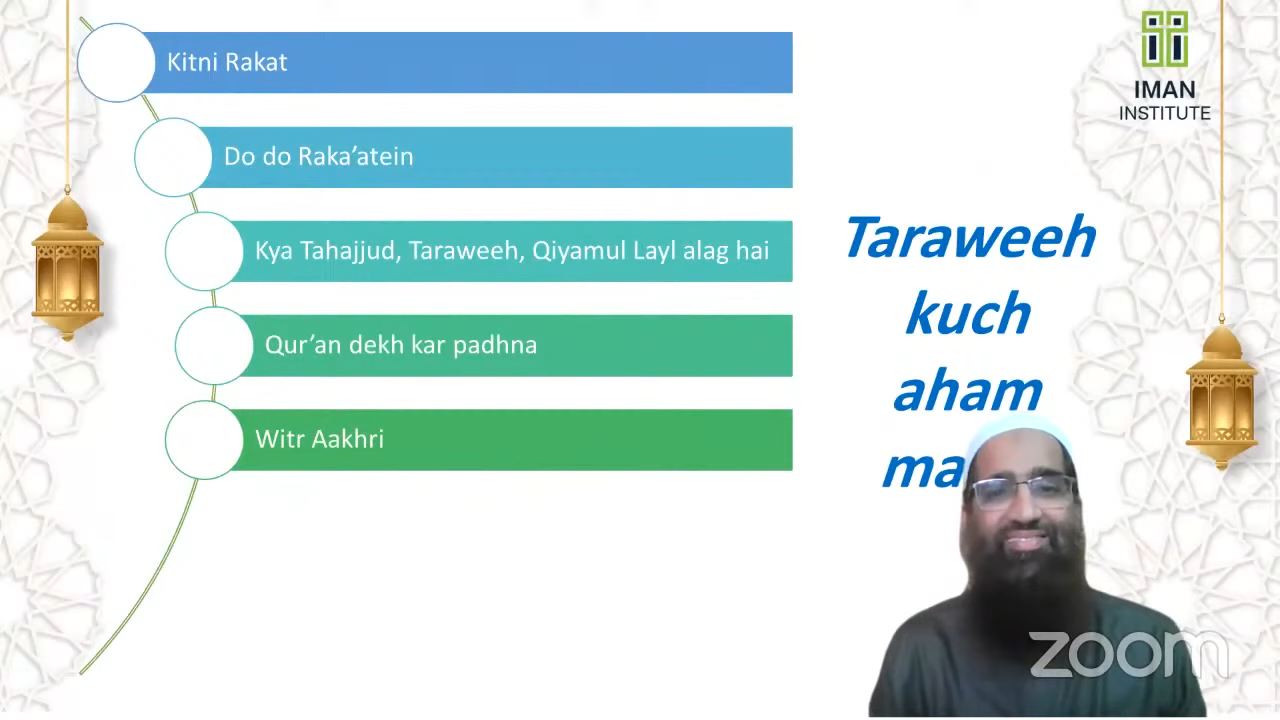 Kitni Rakat
Do do Raka’atein
Kya Tahajjud, Taraweeh, Qiyamul Layl alag hai
Qur’an dekh kar padhna
Witr Aakhri
Taraweeh
kuch
aham
IMAN
INSTITUTE
zoom